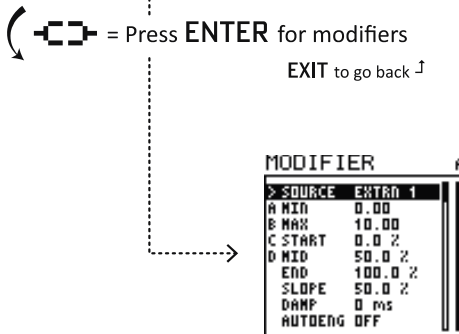 = Press ENTER for modifiers
EXIT to go back
MODIFIER
> SOURCE EXTRN 1
A MIN 0.00
B MAX 10.00
C START 0.0 %
D MID 50.0 %
END 100.0 %
SLOPE 50.0 %
DAMP 0 ms
AUTOENG OFF